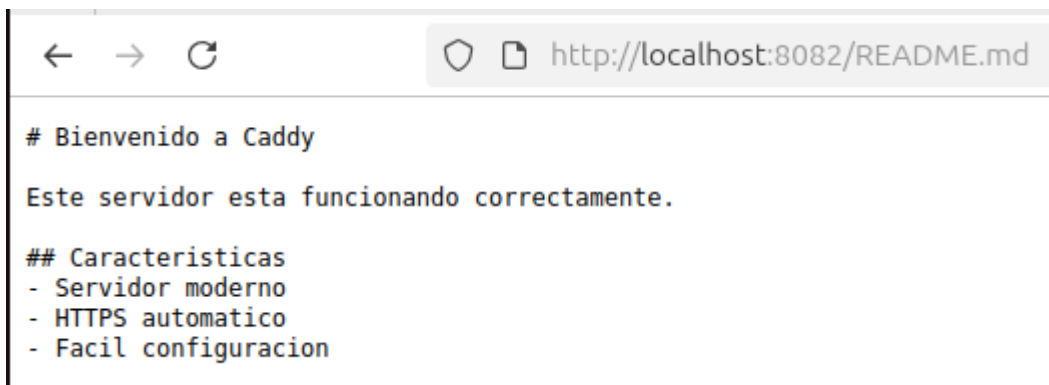 http://localhost:8082/README.md
# Bienvenido a Caddy
Este servidor esta funcionando correctamente.
## Caracteristicas
- Servidor moderno
- HTTPS automatico
- Facil configuracion